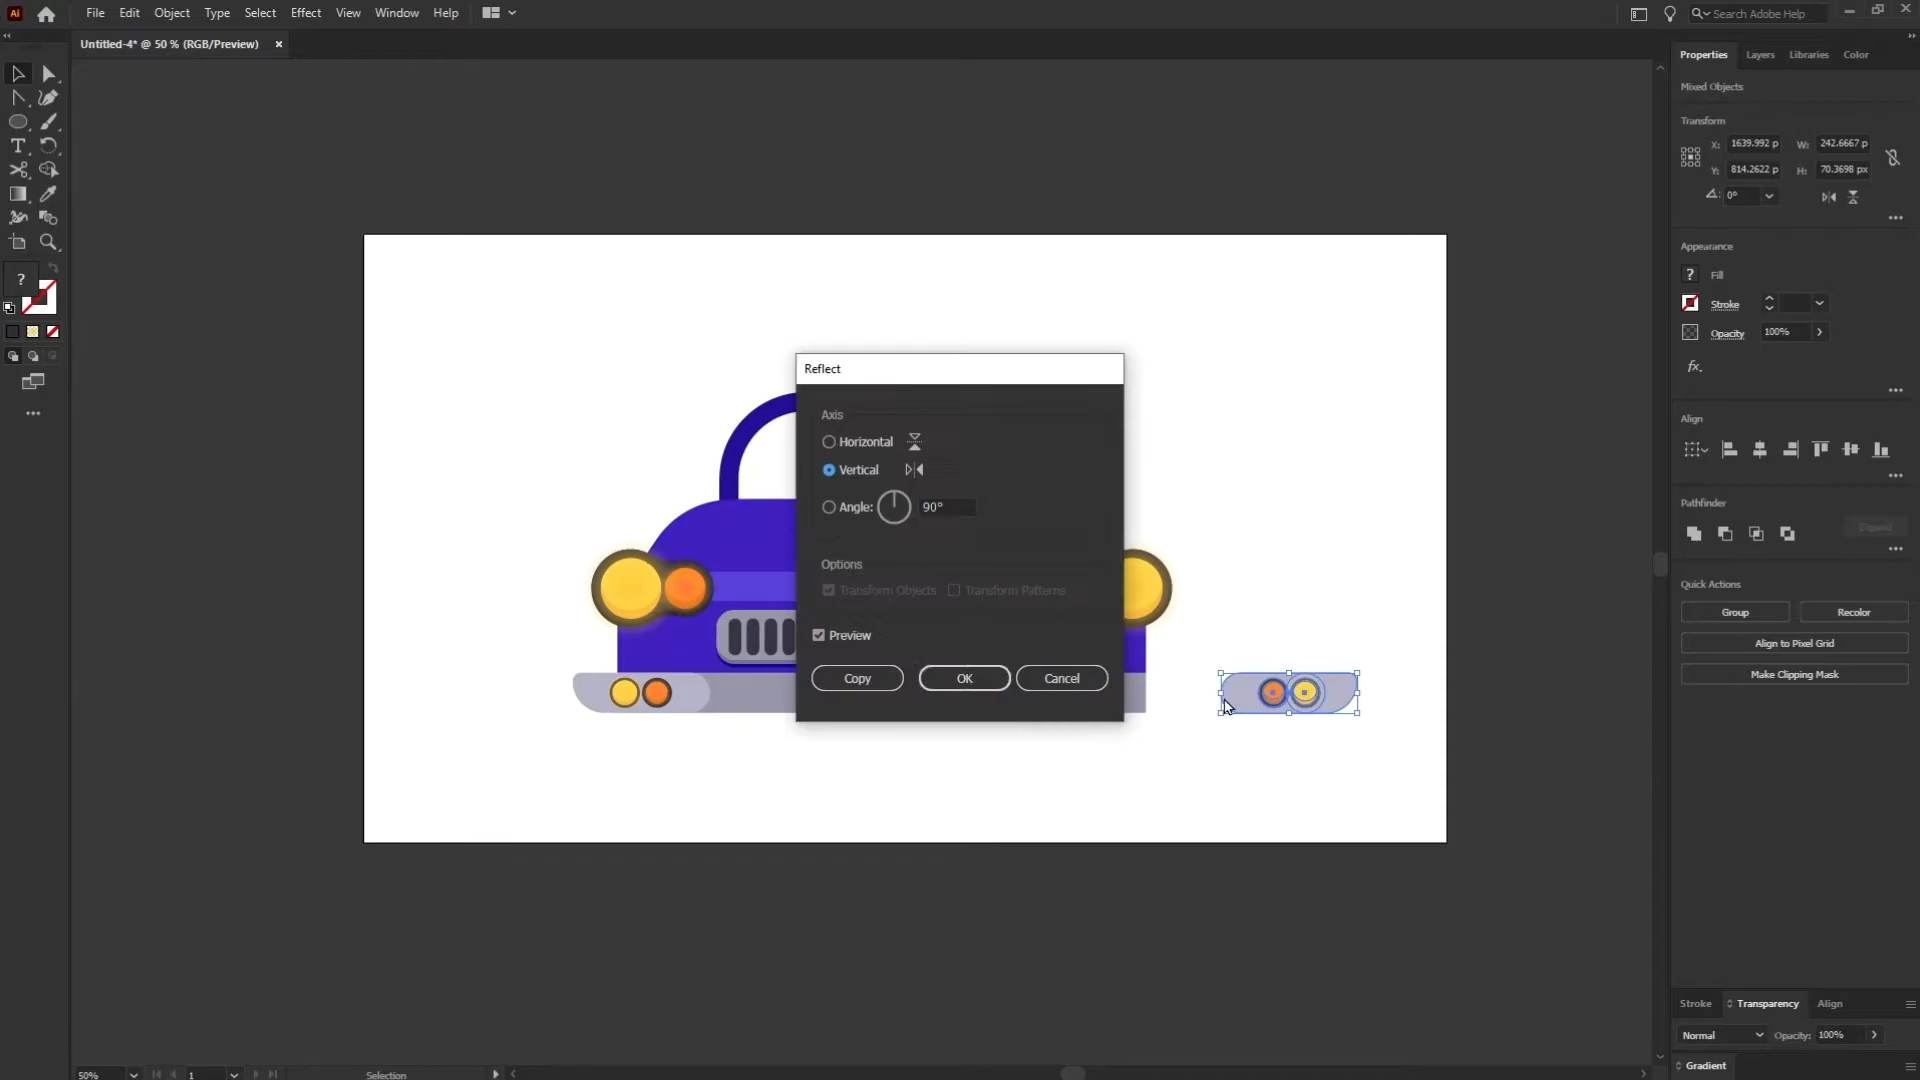 Ai File Edit Object Type Select Effect View Window Help Search Adobe Help
Untitled-4* @ 50 % (RGB/Preview) ×
Properties Layers Libraries Color
Mixed Objects
Transform
X: 1639.992 p W: 242.6667 p
Y: 814.2622 p H: 70.3698 px
0°
Appearance
? Fill
Stroke
Opacity 100%
fx.
Align
Pathfinder
Expand
Quick Actions
Group Recolor
Align to Pixel Grid
Make Clipping Mask
Stroke Transparency Align
Normal Opacity: 100%
Gradient
T
?
Reflect
Axis
Horizontal
Vertical
Angle: 90°
Options
Transform Objects Transform Patterns
Preview
Copy OK Cancel
50% 1 Selection